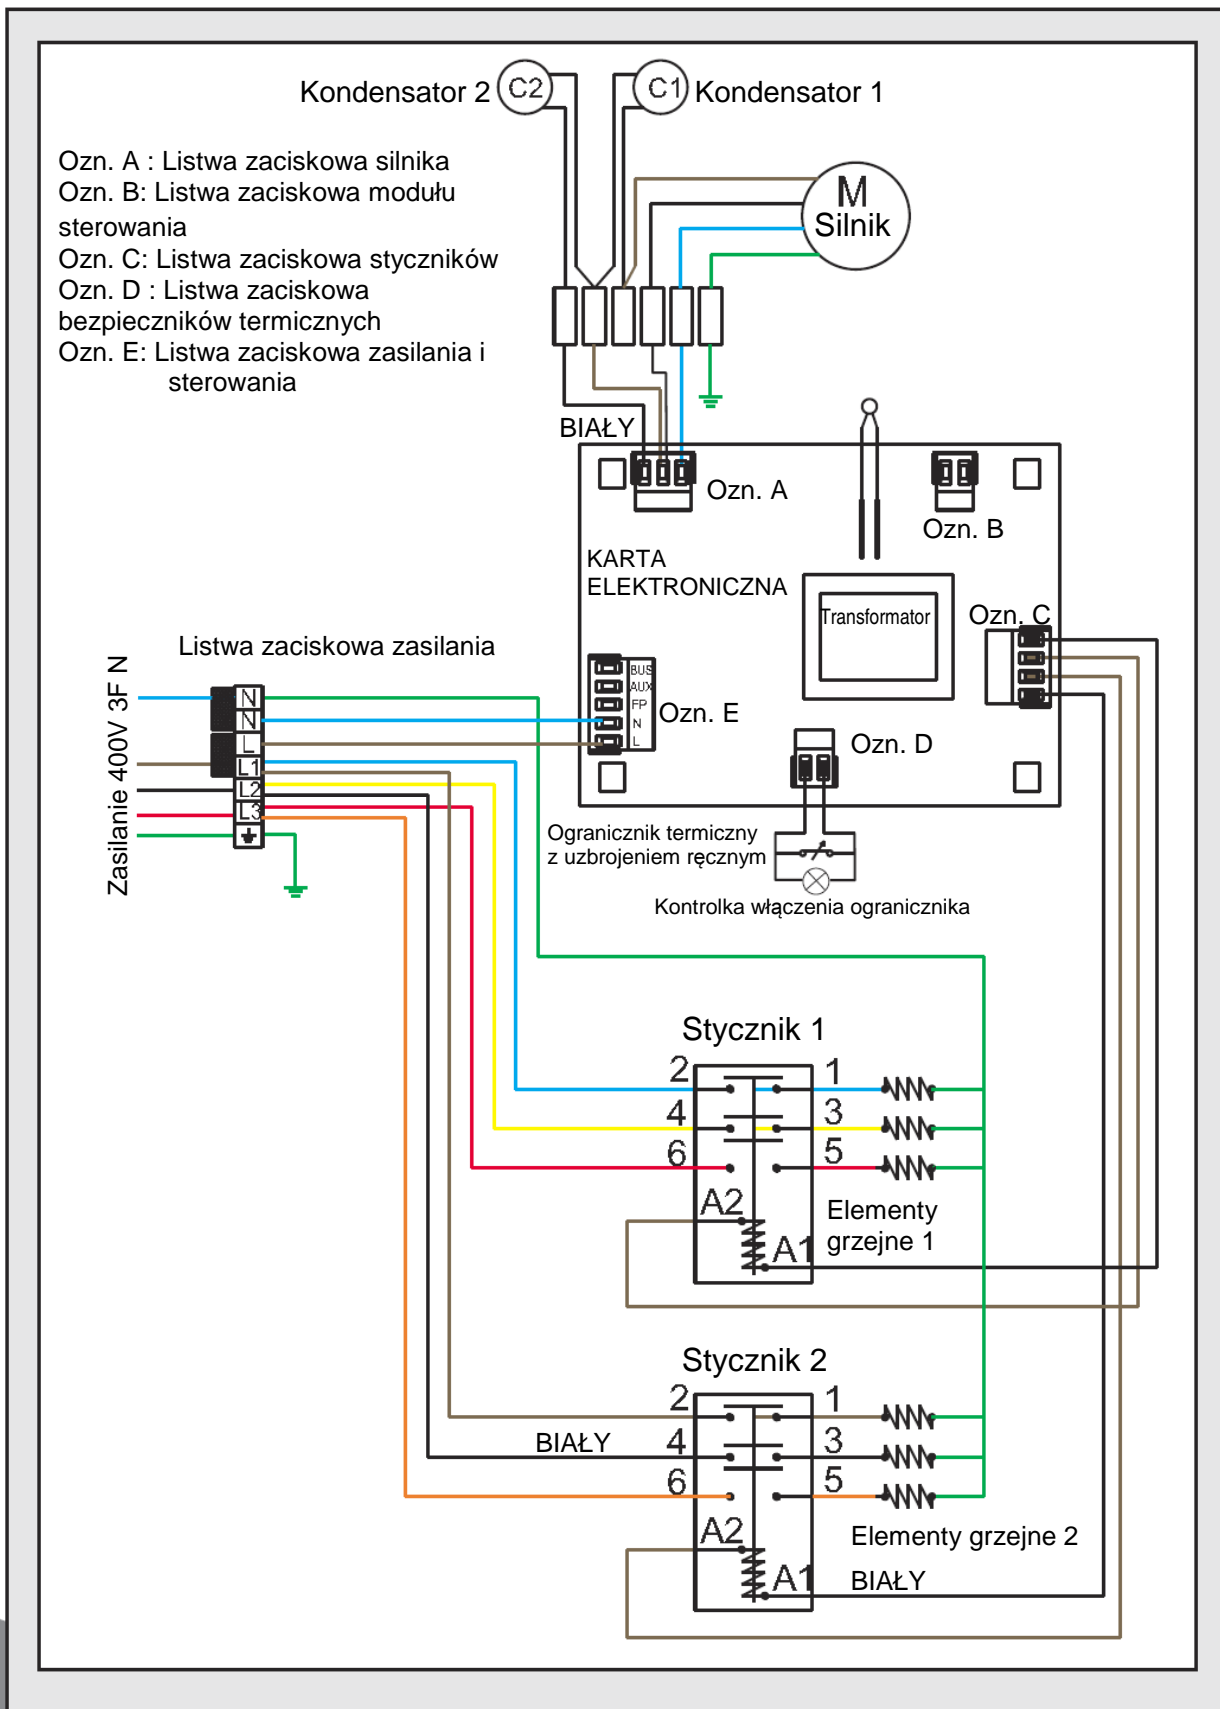 Kondensator 2
C2
C1
Kondensator 1
Ozn. A : Listwa zaciskowa silnika
Ozn. B: Listwa zaciskowa modułu
sterowania
Ozn. C: Listwa zaciskowa styczników
Ozn. D : Listwa zaciskowa
bezpieczników termicznych
Ozn. E: Listwa zaciskowa zasilania i
sterowania
M
Silnik
BIAŁY
Ozn. A
Ozn. B
KARTA
ELEKTRONICZNA
Transformator
Ozn. C
Listwa zaciskowa zasilania
Zasilanie 400V 3F N
N
N
L
L1
L2
L3
BUS
AUX
FP
N
L
Ozn. E
Ozn. D
Ogranicznik termiczny
z uzbrojeniem ręcznym
Kontrolka włączenia ogranicznika
Stycznik 1
2
1
4
3
6
5
A2
A1
Elementy
grzejne 1
Stycznik 2
2
1
BIAŁY
4
3
6
5
A2
A1
Elementy grzejne 2
BIAŁY